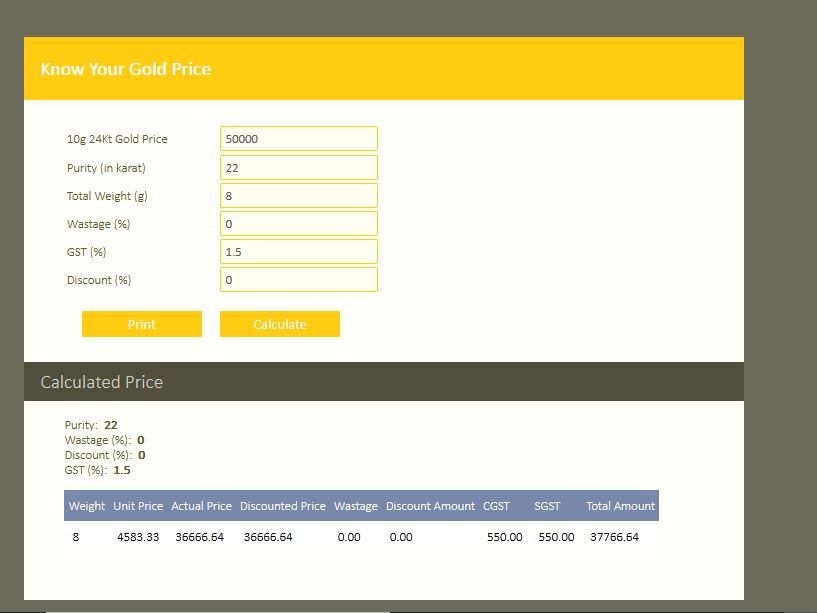 Know Your Gold Price
10g 24Kt Gold Price 50000
Purity (in karat) 22
Total Weight (g) 8
Wastage (%) 0
GST (%) 1.5
Discount (%) 0
Print Calculate
Calculated Price
Purity: 22
Wastage (%): 0
Discount (%): 0
GST (%): 1.5
Weight Unit Price Actual Price Discounted Price Wastage Discount Amount CGST SGST Total Amount
8 4583.33 36666.64 36666.64 0.00 0.00 550.00 550.00 37766.64